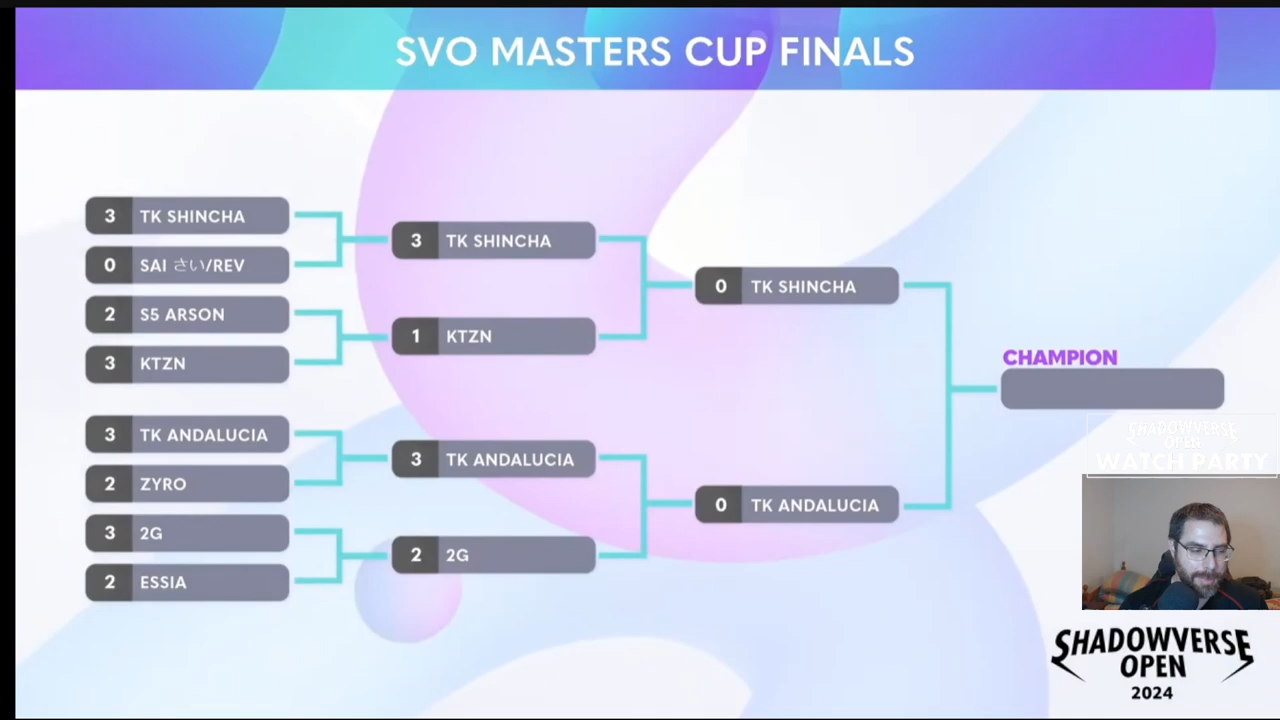 SVO MASTERS CUP FINALS
3 TK SHINCHA
0 SAI さい/REV
2 S5 ARSON
3 KTZN
3 TK ANDALUCIA
2 ZYRO
3 2G
2 ESSIA
3 TK SHINCHA
1 KTZN
3 TK ANDALUCIA
2 2G
0 TK SHINCHA
0 TK ANDALUCIA
CHAMPION
SHADOWVERSE
OPEN
WATCH PARTY
SHADOWVERSE
OPEN
2024